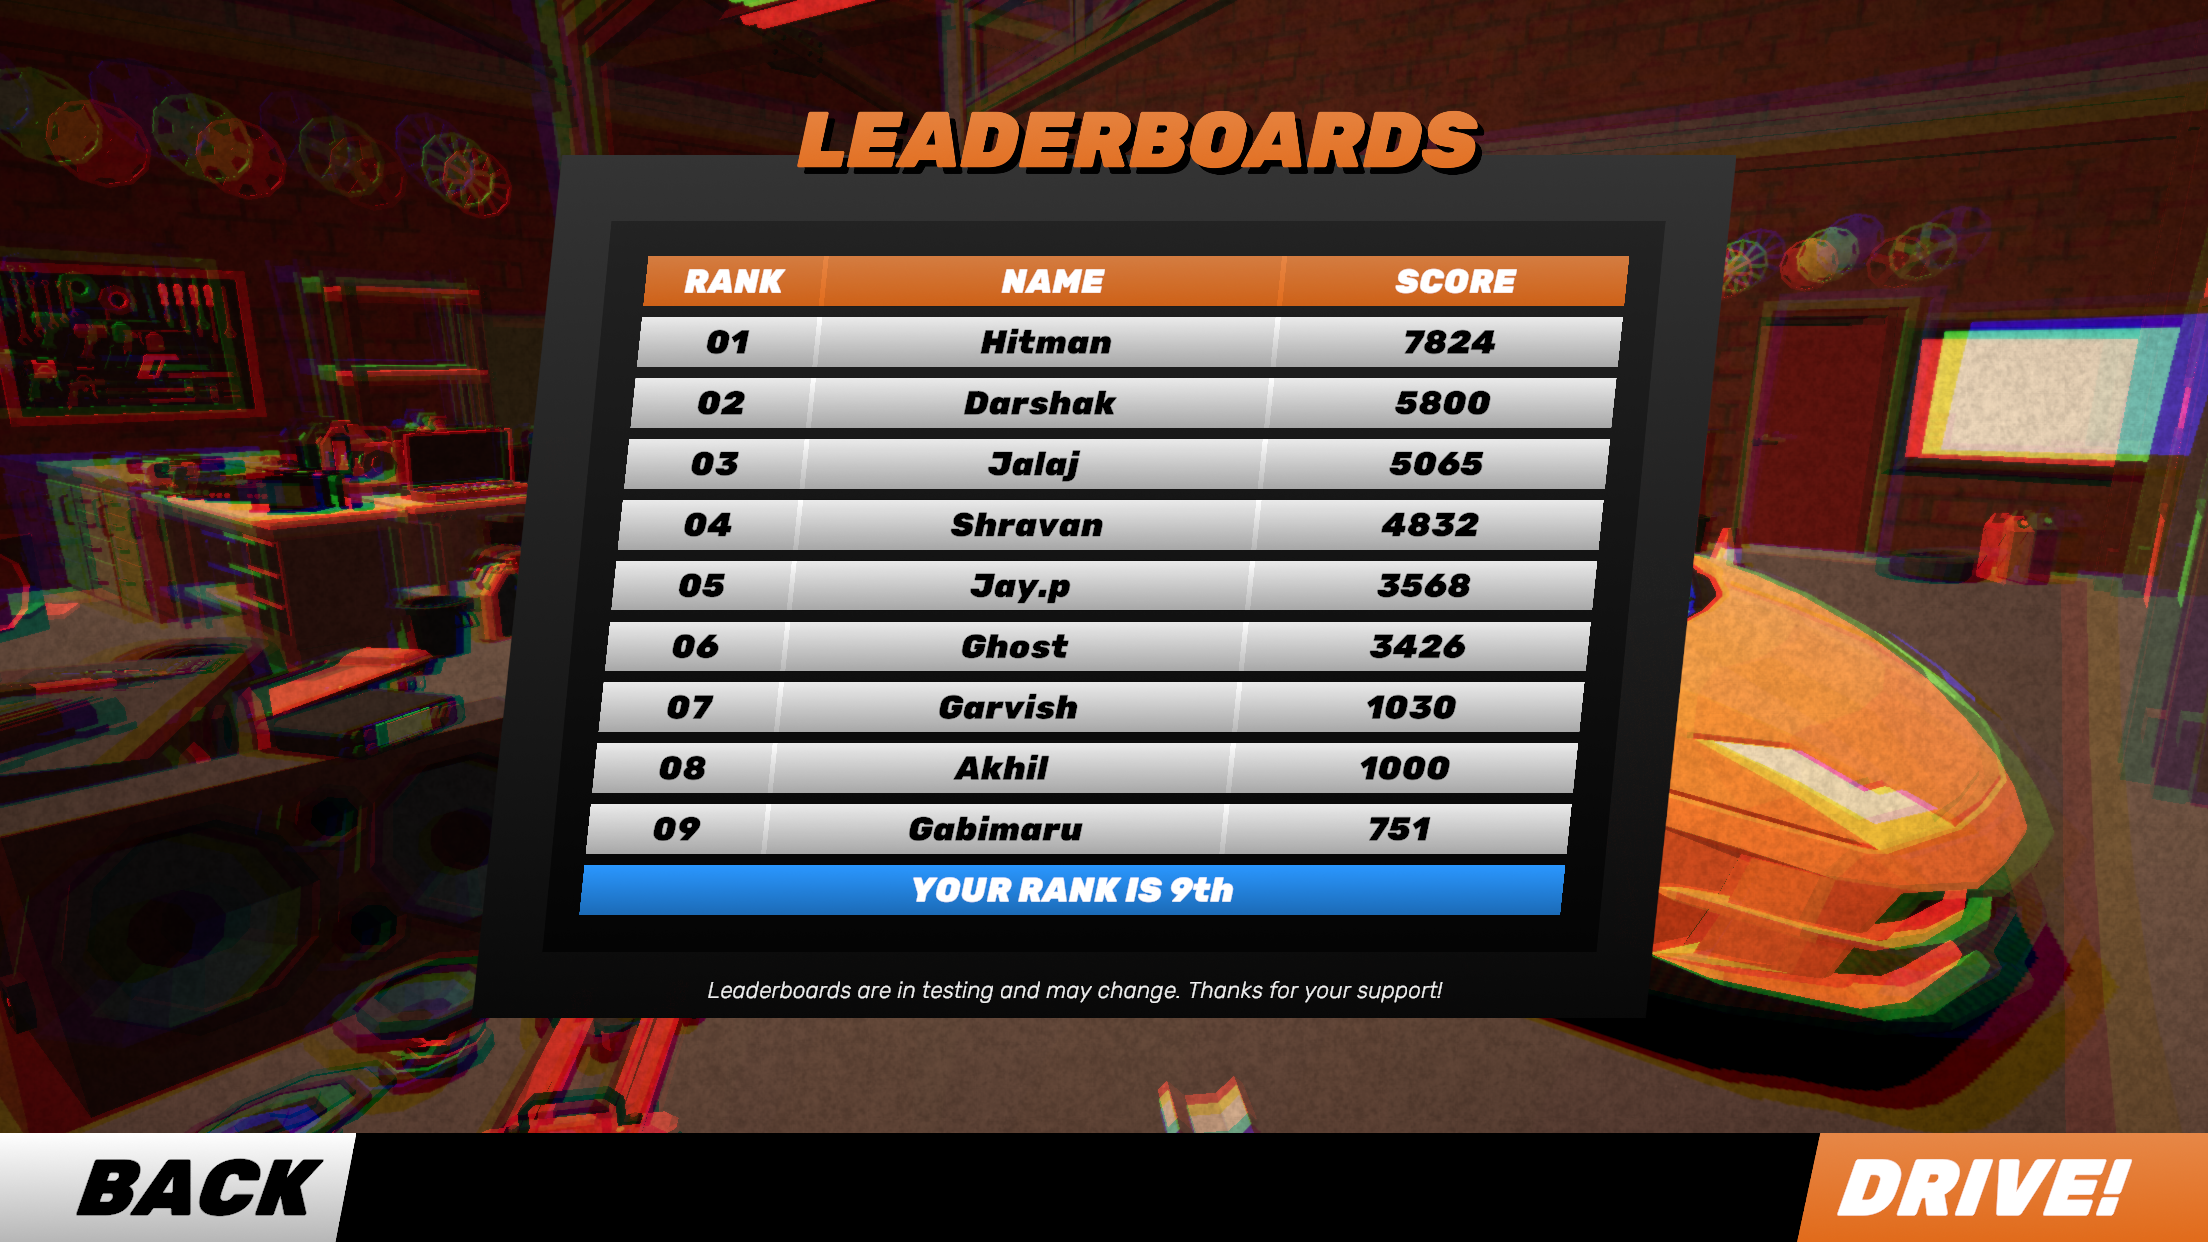 LEADERBOARDS
RANK NAME SCORE
01 Hitman 7824
02 Darshak 5800
03 Jalaj 5065
04 Shravan 4832
05 Jay.p 3568
06 Ghost 3426
07 Garvish 1030
08 Akhil 1000
09 Gabimaru 751
YOUR RANK IS 9th
Leaderboards are in testing and may change. Thanks for your support!
BACK DRIVE!